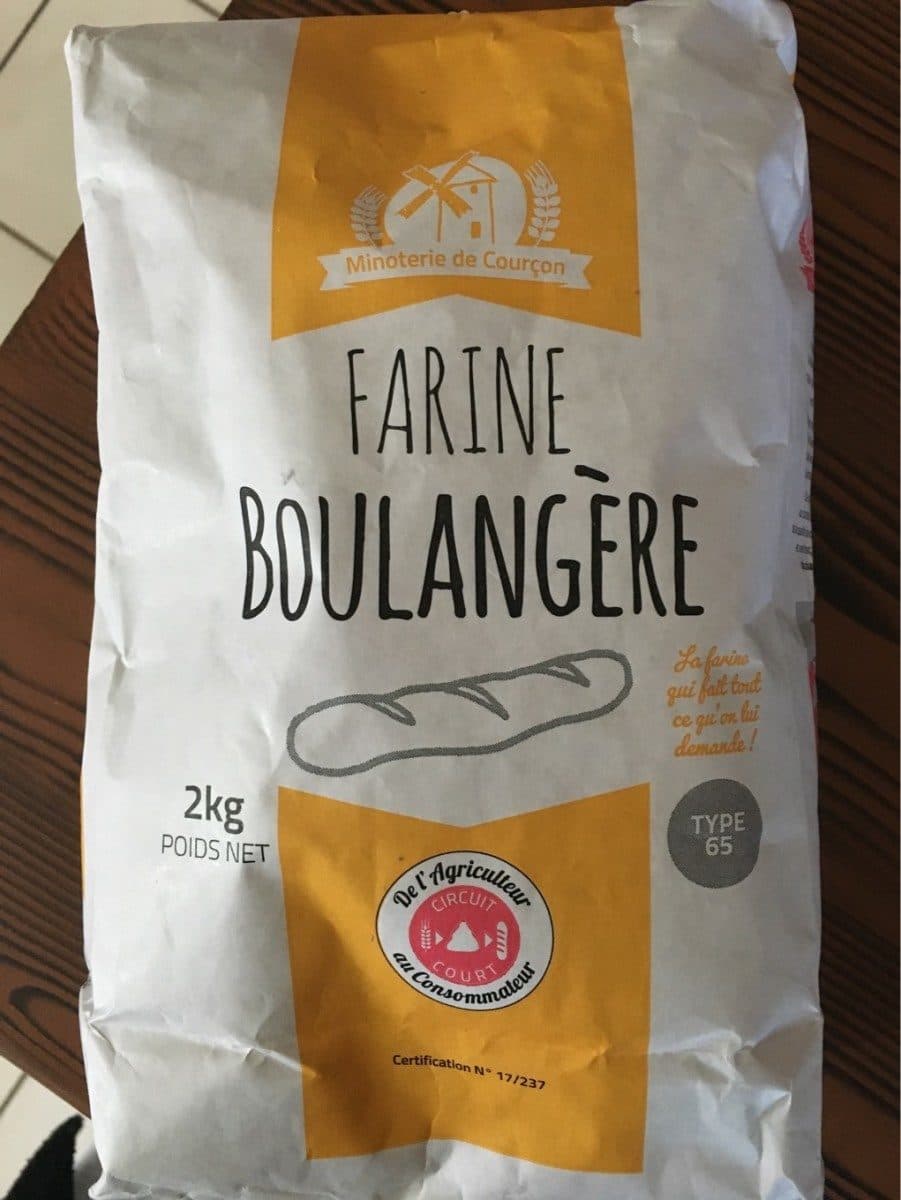 Minoterie de Courçon
FARINE
BOULANGÈRE
La farine
qui fait tout
ce qu'on lui
demande !
2kg
POIDS NET
TYPE
65
De l'Agriculteur
CIRCUIT
COURT
au Consommateur
Certification N° 17/237